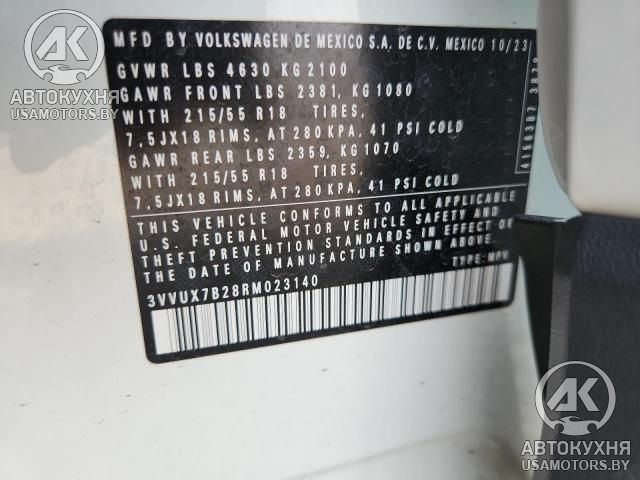 MFD BY VOLKSWAGEN DE MEXICO S.A. DE C.V. MEXICO 10/23
GVWR LBS 4630 KG 2100
GAWR FRONT LBS 2381, KG 1080
WITH 215/55 R18 TIRES,
7,5JX18 RIMS, AT 280 KPA, 41 PSI COLD
GAWR REAR LBS 2359, KG 1070
WITH 215/55 R18 TIRES,
7,5JX18 RIMS, AT 280 KPA, 41 PSI COLD
THIS VEHICLE CONFORMS TO ALL APPLICABLE
U.S. FEDERAL MOTOR VEHICLE SAFETY AND
THEFT PREVENTION STANDARDS IN EFFECT ON
THE DATE OF MANUFACTURE SHOWN ABOVE.
3VVUX7B28RM023140
TYPE: MPV
AK
АВТОКУХНЯ
USAMOTORS.BY
AK
АВТОКУХНЯ
USAMOTORS.BY